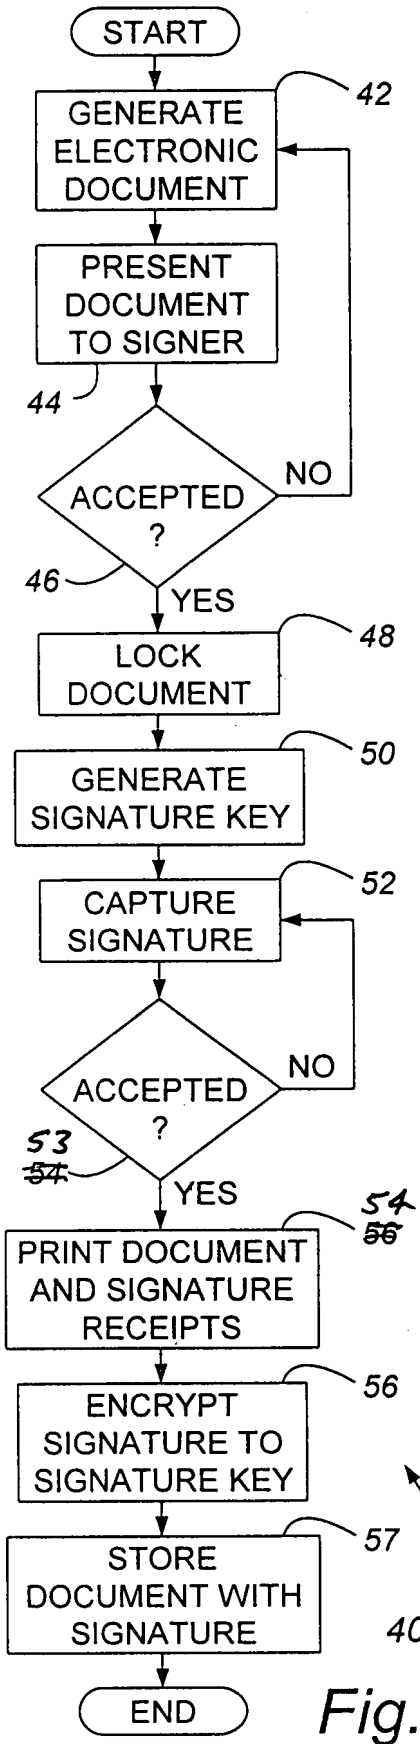 START
42
GENERATE
ELECTRONIC
DOCUMENT
PRESENT
DOCUMENT
TO SIGNER
44
ACCEPTED
?
NO
46
YES
48
LOCK
DOCUMENT
50
GENERATE
SIGNATURE KEY
52
CAPTURE
SIGNATURE
ACCEPTED
?
NO
53
54
YES
54
56
PRINT DOCUMENT
AND SIGNATURE
RECEIPTS
56
ENCRYPT
SIGNATURE TO
SIGNATURE KEY
57
STORE
DOCUMENT WITH
SIGNATURE
40
END
Fig.